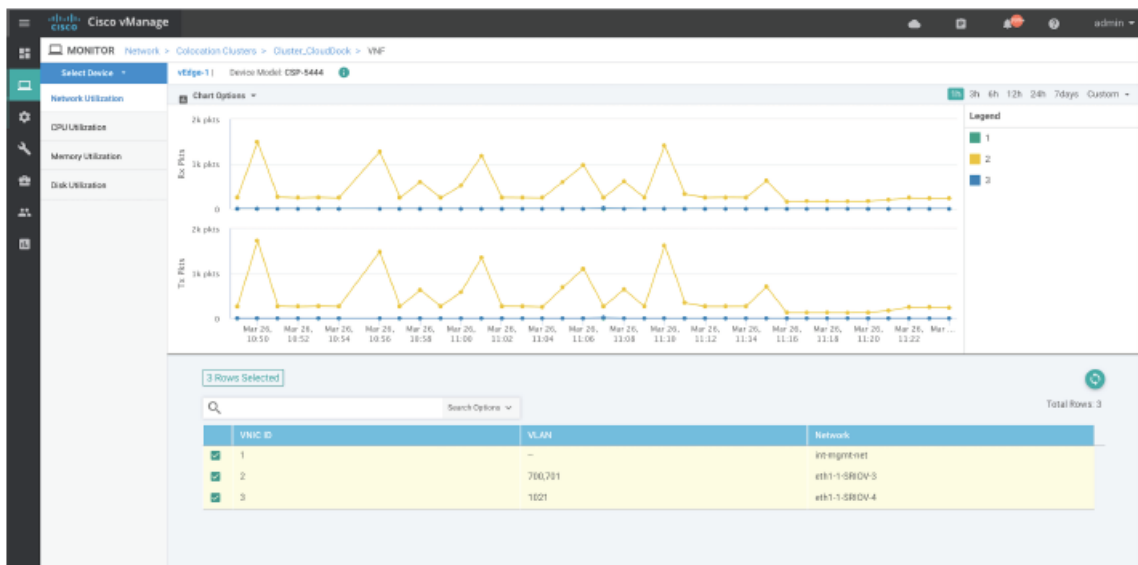 cisco Cisco vManage
admin
MONITOR Network > Colocation Clusters > Cluster_CloudDock > VNF
Select Device
vEdge-1 | Device Model: CSP-5444
Network Utilization
CPU Utilization
Memory Utilization
Disk Utilization
Chart Options
1h 3h 6h 12h 24h 7days Custom
Legend
1
2
3
2k pkts
1k pkts
0
Rx Pkts
2k pkts
1k pkts
0
Tx Pkts
Mar 26, 10:50
Mar 26, 10:52
Mar 26, 10:54
Mar 26, 10:56
Mar 26, 10:58
Mar 26, 11:00
Mar 26, 11:02
Mar 26, 11:04
Mar 26, 11:06
Mar 26, 11:08
Mar 26, 11:10
Mar 26, 11:12
Mar 26, 11:14
Mar 26, 11:16
Mar 26, 11:18
Mar 26, 11:20
Mar 26, 11:22
Mar ...
3 Rows Selected
Search Options
Total Rows: 3
VNIC ID VLAN Network
1 – int-mgmt-net
2 700,701 eth1-1-SRIOV-3
3 1021 eth1-1-SRIOV-4